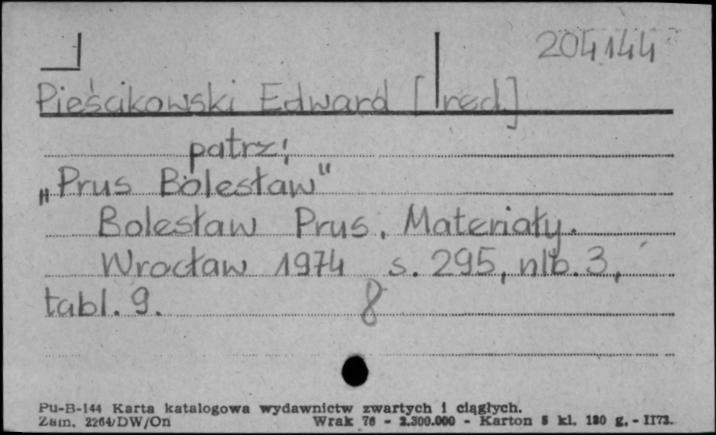 204144
Pieścikowski Edward [red.]
patrz:
„Prus Bolesław"
Bolesław Prus. Materiały.
Wrocław 1974 s. 295, nlb. 3,
tabl. 9. 8
Pu-B-144 Karta katalogowa wydawnictw zwartych i ciągłych.
Zam. 2264/DW/On Wrak 76 - 2.300.000 - Karton 5 kl. 180 g. - II73.